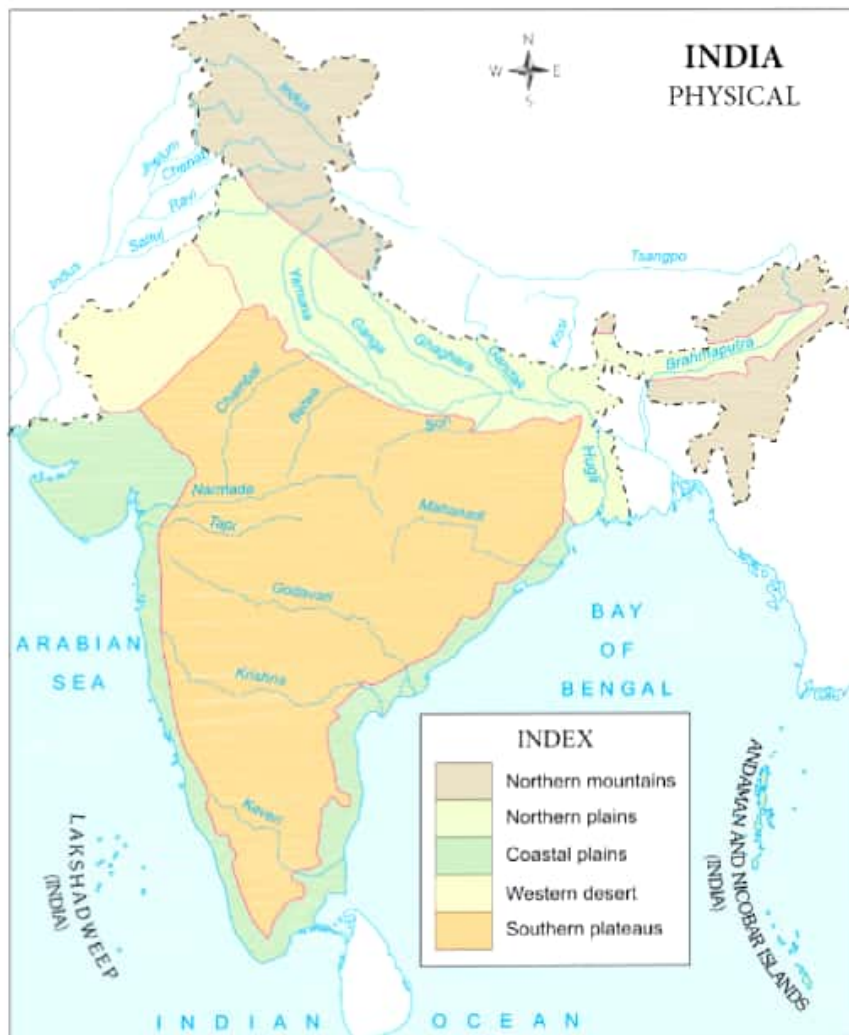 INDIA
PHYSICAL
N
W E
S
Indus
Jhelum
Chenab
Ravi
Satluj
Indus
Tsangpo
Yamuna
Ganga
Ghaghara
Gandak
Kosi
Brahmaputra
Chambal
Betwa
Son
Hugli
Narmada
Tapi
Mahanadi
Godavari
Krishna
Kaveri
ARABIAN
SEA
BAY
OF
BENGAL
INDEX
Northern mountains
Northern plains
Coastal plains
Western desert
Southern plateaus
LAKSHADWEEP
(INDIA)
ANDAMAN AND NICOBAR ISLANDS
(INDIA)
INDIAN OCEAN